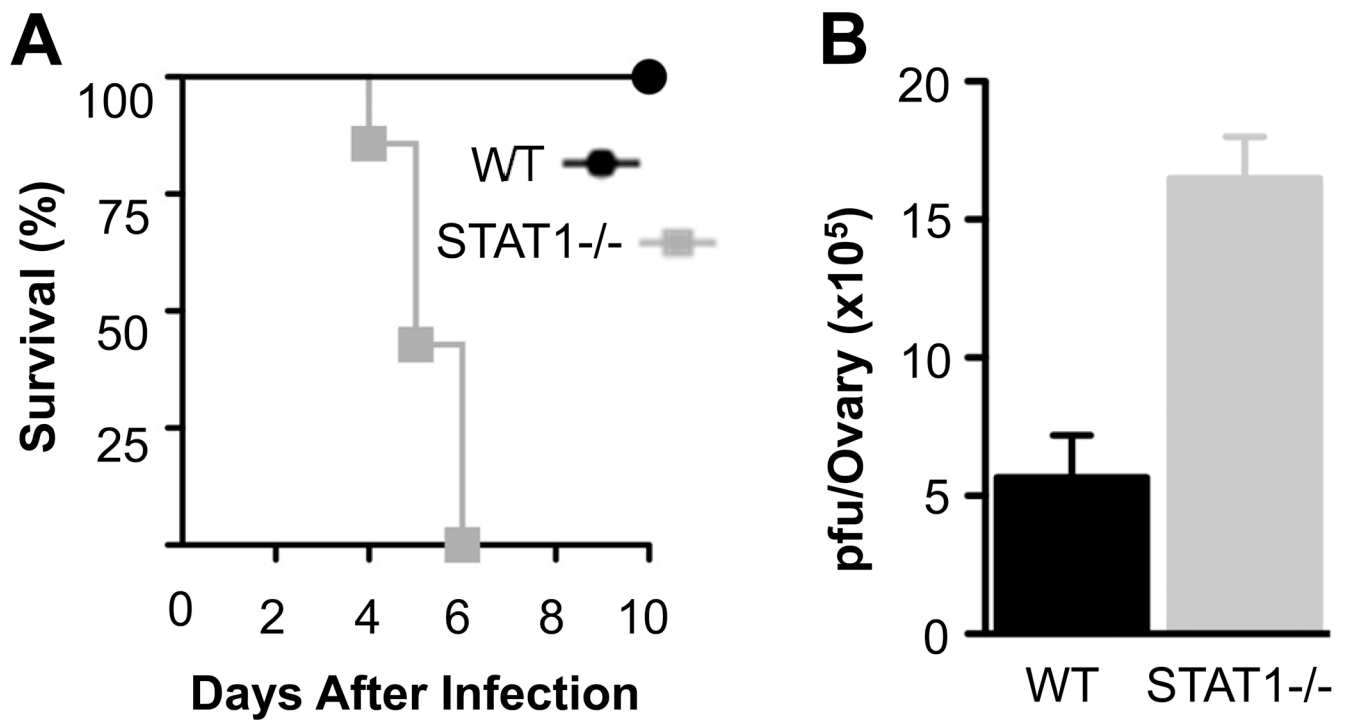 A
100
75
50
25
Survival (%)
WT
STAT1-/-
0 2 4 6 8 10
Days After Infection
B
20
15
10
5
0
pfu/Ovary (x10⁵)
WT STAT1-/-